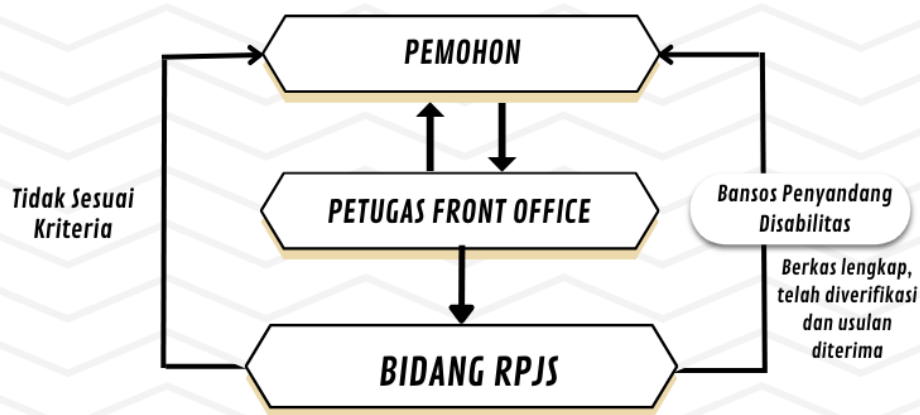 PEMOHON
PETUGAS FRONT OFFICE
BIDANG RPJS
Tidak Sesuai
Kriteria
Bansos Penyandang
Disabilitas
Berkas lengkap,
telah diverifikasi
dan usulan
diterima